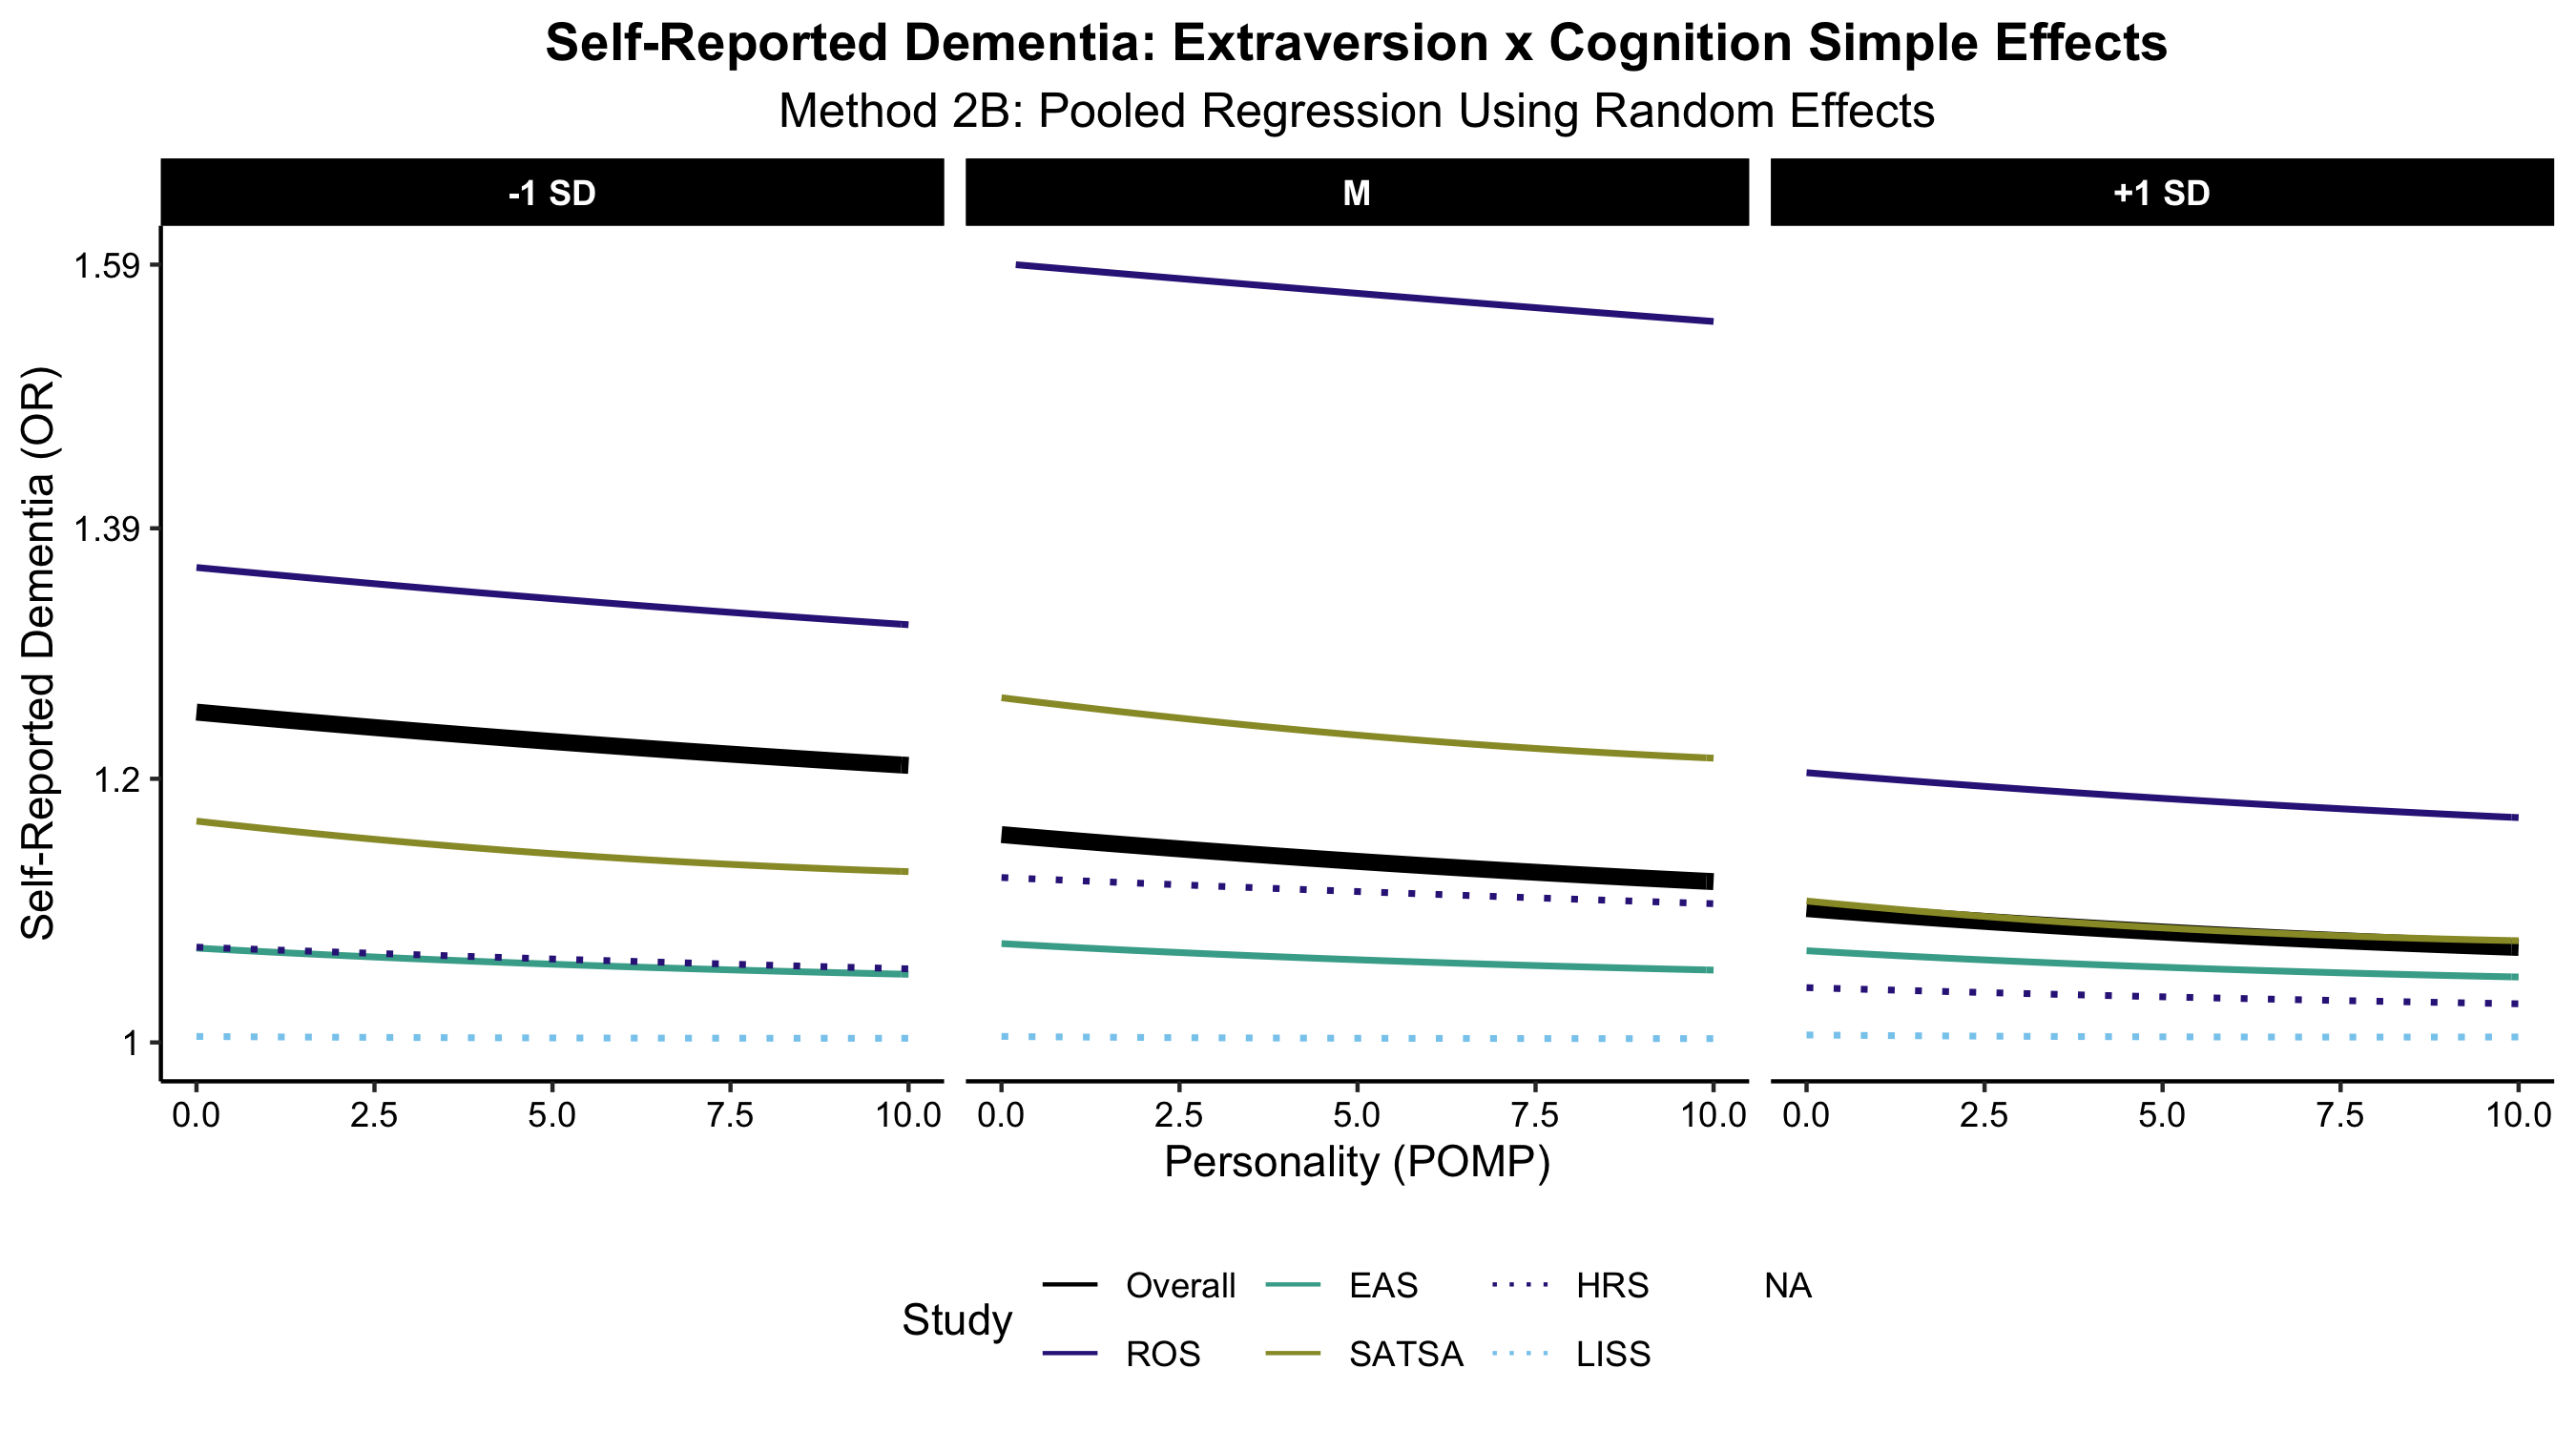 Self-Reported Dementia: Extraversion x Cognition Simple Effects
Method 2B: Pooled Regression Using Random Effects
-1 SD M +1 SD
Self-Reported Dementia (OR)
1.59
1.39
1.2
1
0.0 2.5 5.0 7.5 10.0 0.0 2.5 5.0 7.5 10.0 0.0 2.5 5.0 7.5 10.0
Personality (POMP)
Study
Overall EAS HRS NA
ROS SATSA LISS